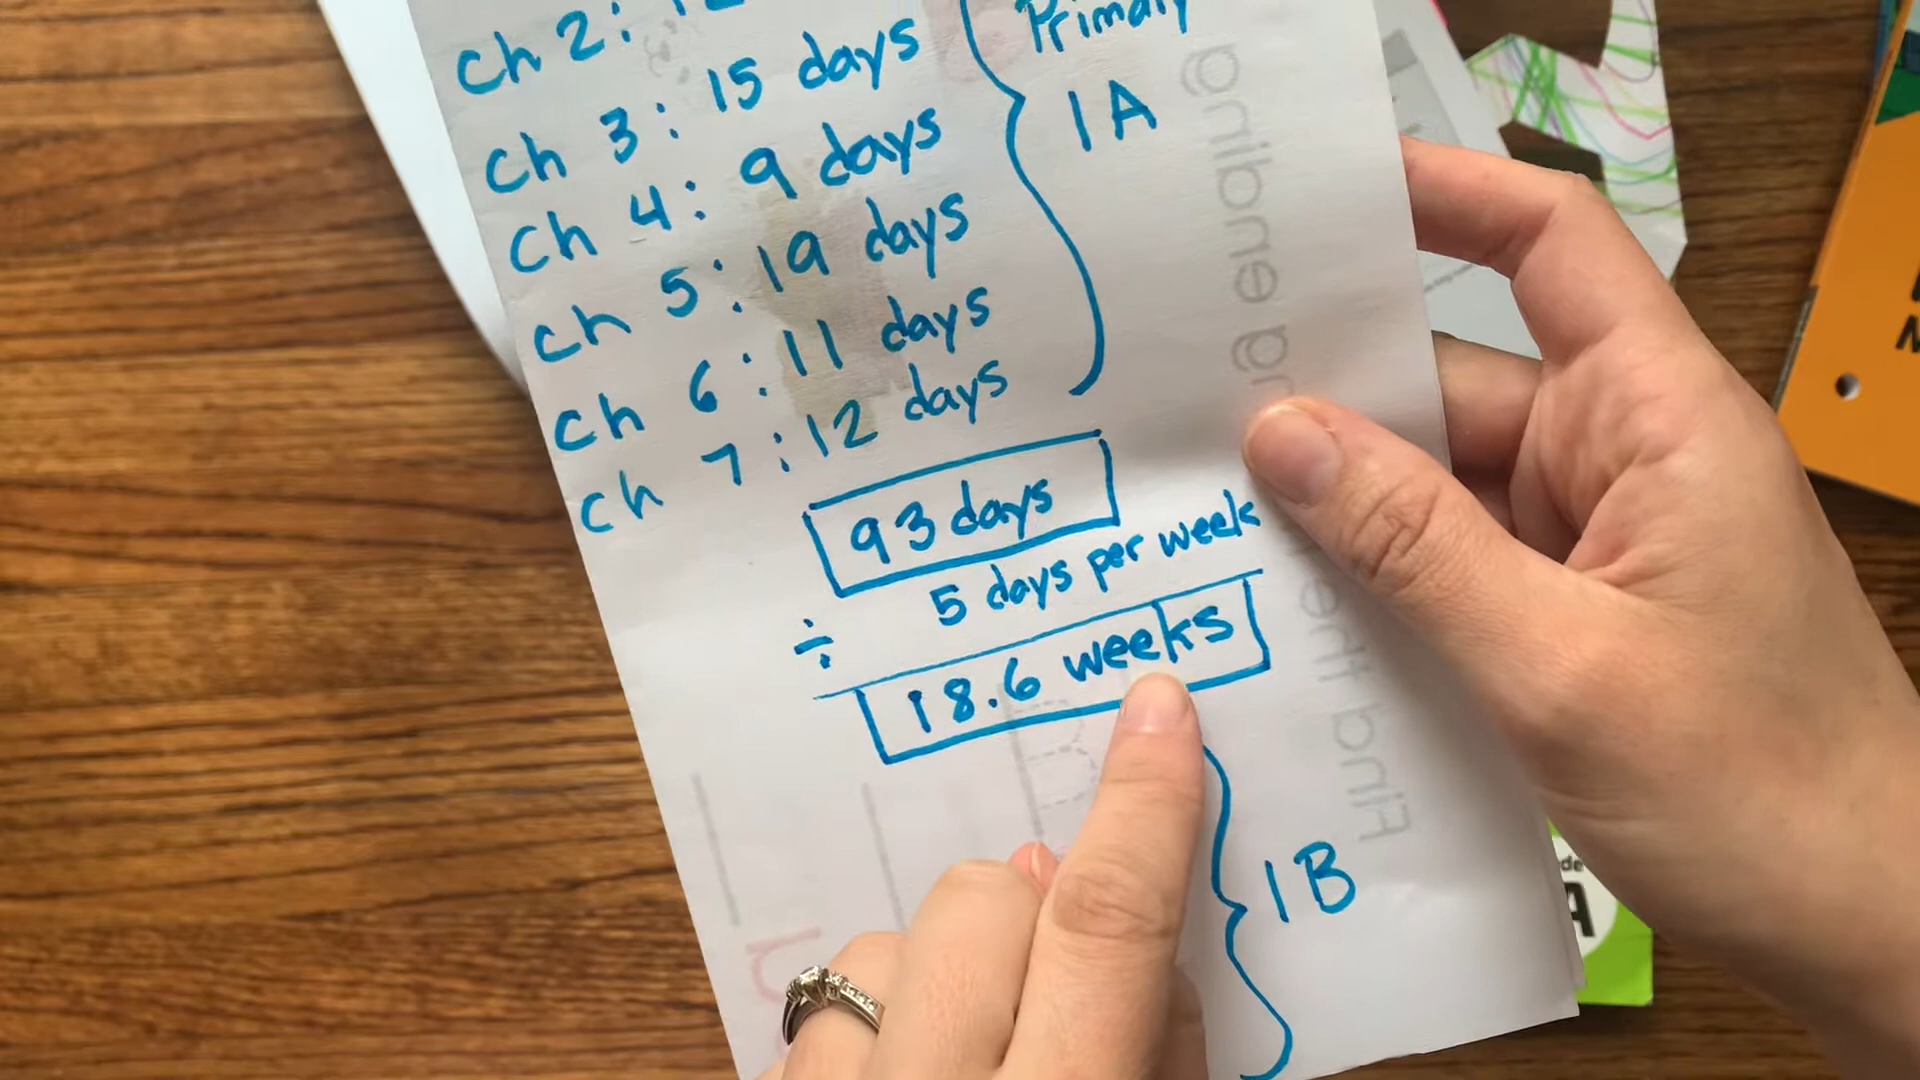 ch 2:
Primary
ch 3: 15 days
1A
ch 4: 9 days
ch 5: 19 days
ch 6: 11 days
ch 7: 12 days
93 days
÷ 5 days per week
18.6 weeks
1B
A